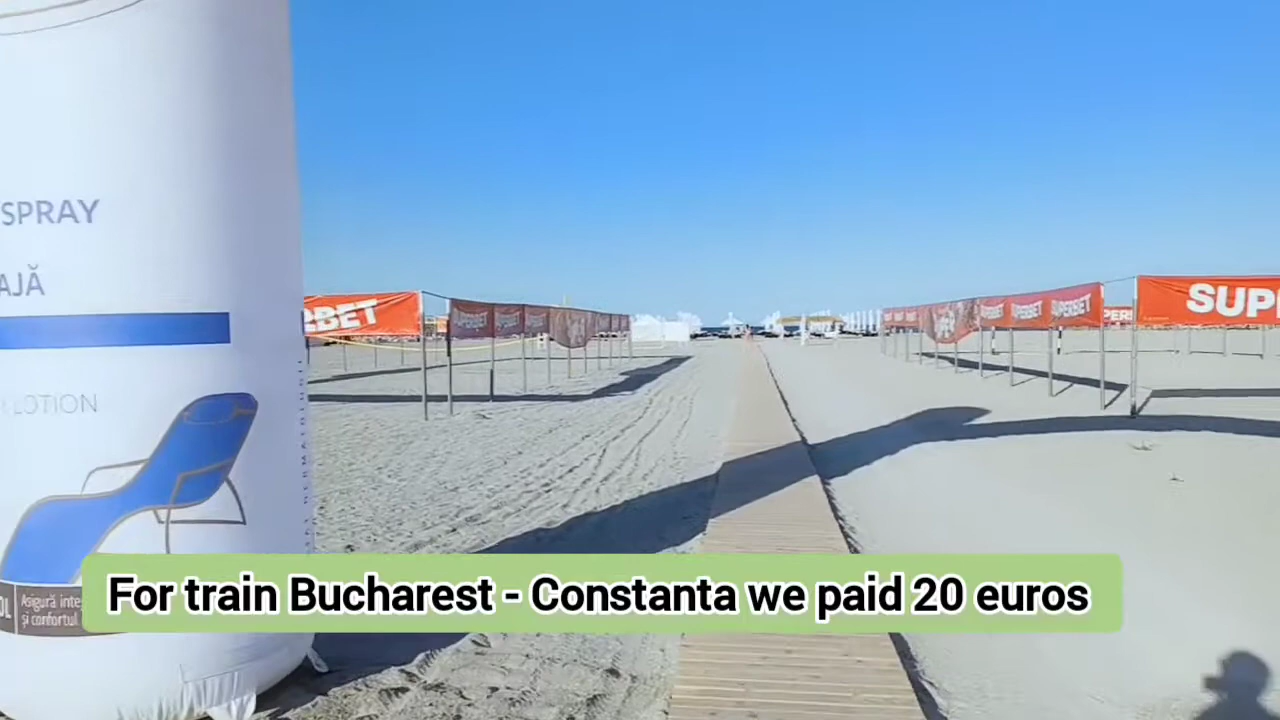 SPRAY
AJĂ
LOTION
Asigură inte
și confortul
RBET
SUPERBET
SUPERBET
SUPERBET
SUP
For train Bucharest - Constanta we paid 20 euros